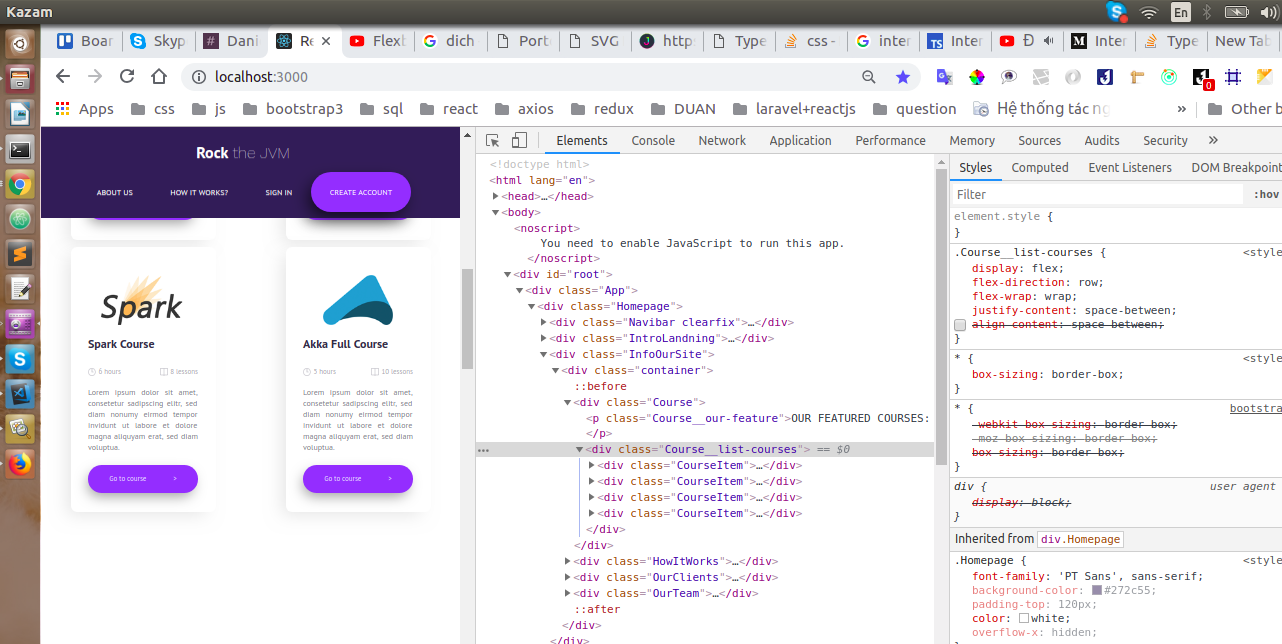 Kazam
En
Boar
Skyp
Dani
Re
Flexb
dich
Port
SVG
http
Type
css -
inter
Inter
Đ
Inter
Type
New Tab
localhost:3000
0
Apps
css
js
bootstrap3
sql
react
axios
redux
DUAN
laravel+reactjs
question
Hệ thống tác ng
»
Other b
Rock the JVM
ABOUT US
HOW IT WORKS?
SIGN IN
CREATE ACCOUNT
Spark
Spark Course
6 hours
8 lessons
Lorem ipsum dolor sit amet,
consetetur sadipscing elitr, sed
diam nonumy eirmod tempor
invidunt ut labore et dolore
magna aliquyam erat, sed diam
voluptua.
Go to course >
Akka Full Course
5 hours
10 lessons
Lorem ipsum dolor sit amet,
consetetur sadipscing elitr, sed
diam nonumy eirmod tempor
invidunt ut labore et dolore
magna aliquyam erat, sed diam
voluptua.
Go to course >
Elements
Console
Network
Application
Performance
Memory
Sources
Audits
Security
»
<!doctype html>
<html lang="en">
<head>…</head>
<body>
<noscript>
You need to enable JavaScript to run this app.
</noscript>
<div id="root">
<div class="App">
<div class="Homepage">
<div class="Navibar clearfix">…</div>
<div class="IntroLandning">…</div>
<div class="InfoOurSite">
<div class="container">
::before
<div class="Course">
<p class="Course__our-feature">OUR FEATURED COURSES:
</p>
<div class="Course__list-courses"> == $0
<div class="CourseItem">…</div>
<div class="CourseItem">…</div>
<div class="CourseItem">…</div>
<div class="CourseItem">…</div>
</div>
</div>
<div class="HowItWorks">…</div>
<div class="OurClients">…</div>
<div class="OurTeam">…</div>
::after
</div>
</div>
Styles
Computed
Event Listeners
DOM Breakpoint
Filter
:hov
element.style {
}
.Course__list-courses { <style
display: flex;
flex-direction: row;
flex-wrap: wrap;
justify-content: space-between;
align-content: space-between;
}
* { <style
box-sizing: border-box;
}
* { bootstra
-webkit-box-sizing: border-box;
-moz-box-sizing: border-box;
box-sizing: border-box;
}
div { user agent
display: block;
}
Inherited from div.Homepage
.Homepage { <style
font-family: 'PT Sans', sans-serif;
background-color: #272c55;
padding-top: 120px;
color: white;
overflow-x: hidden;